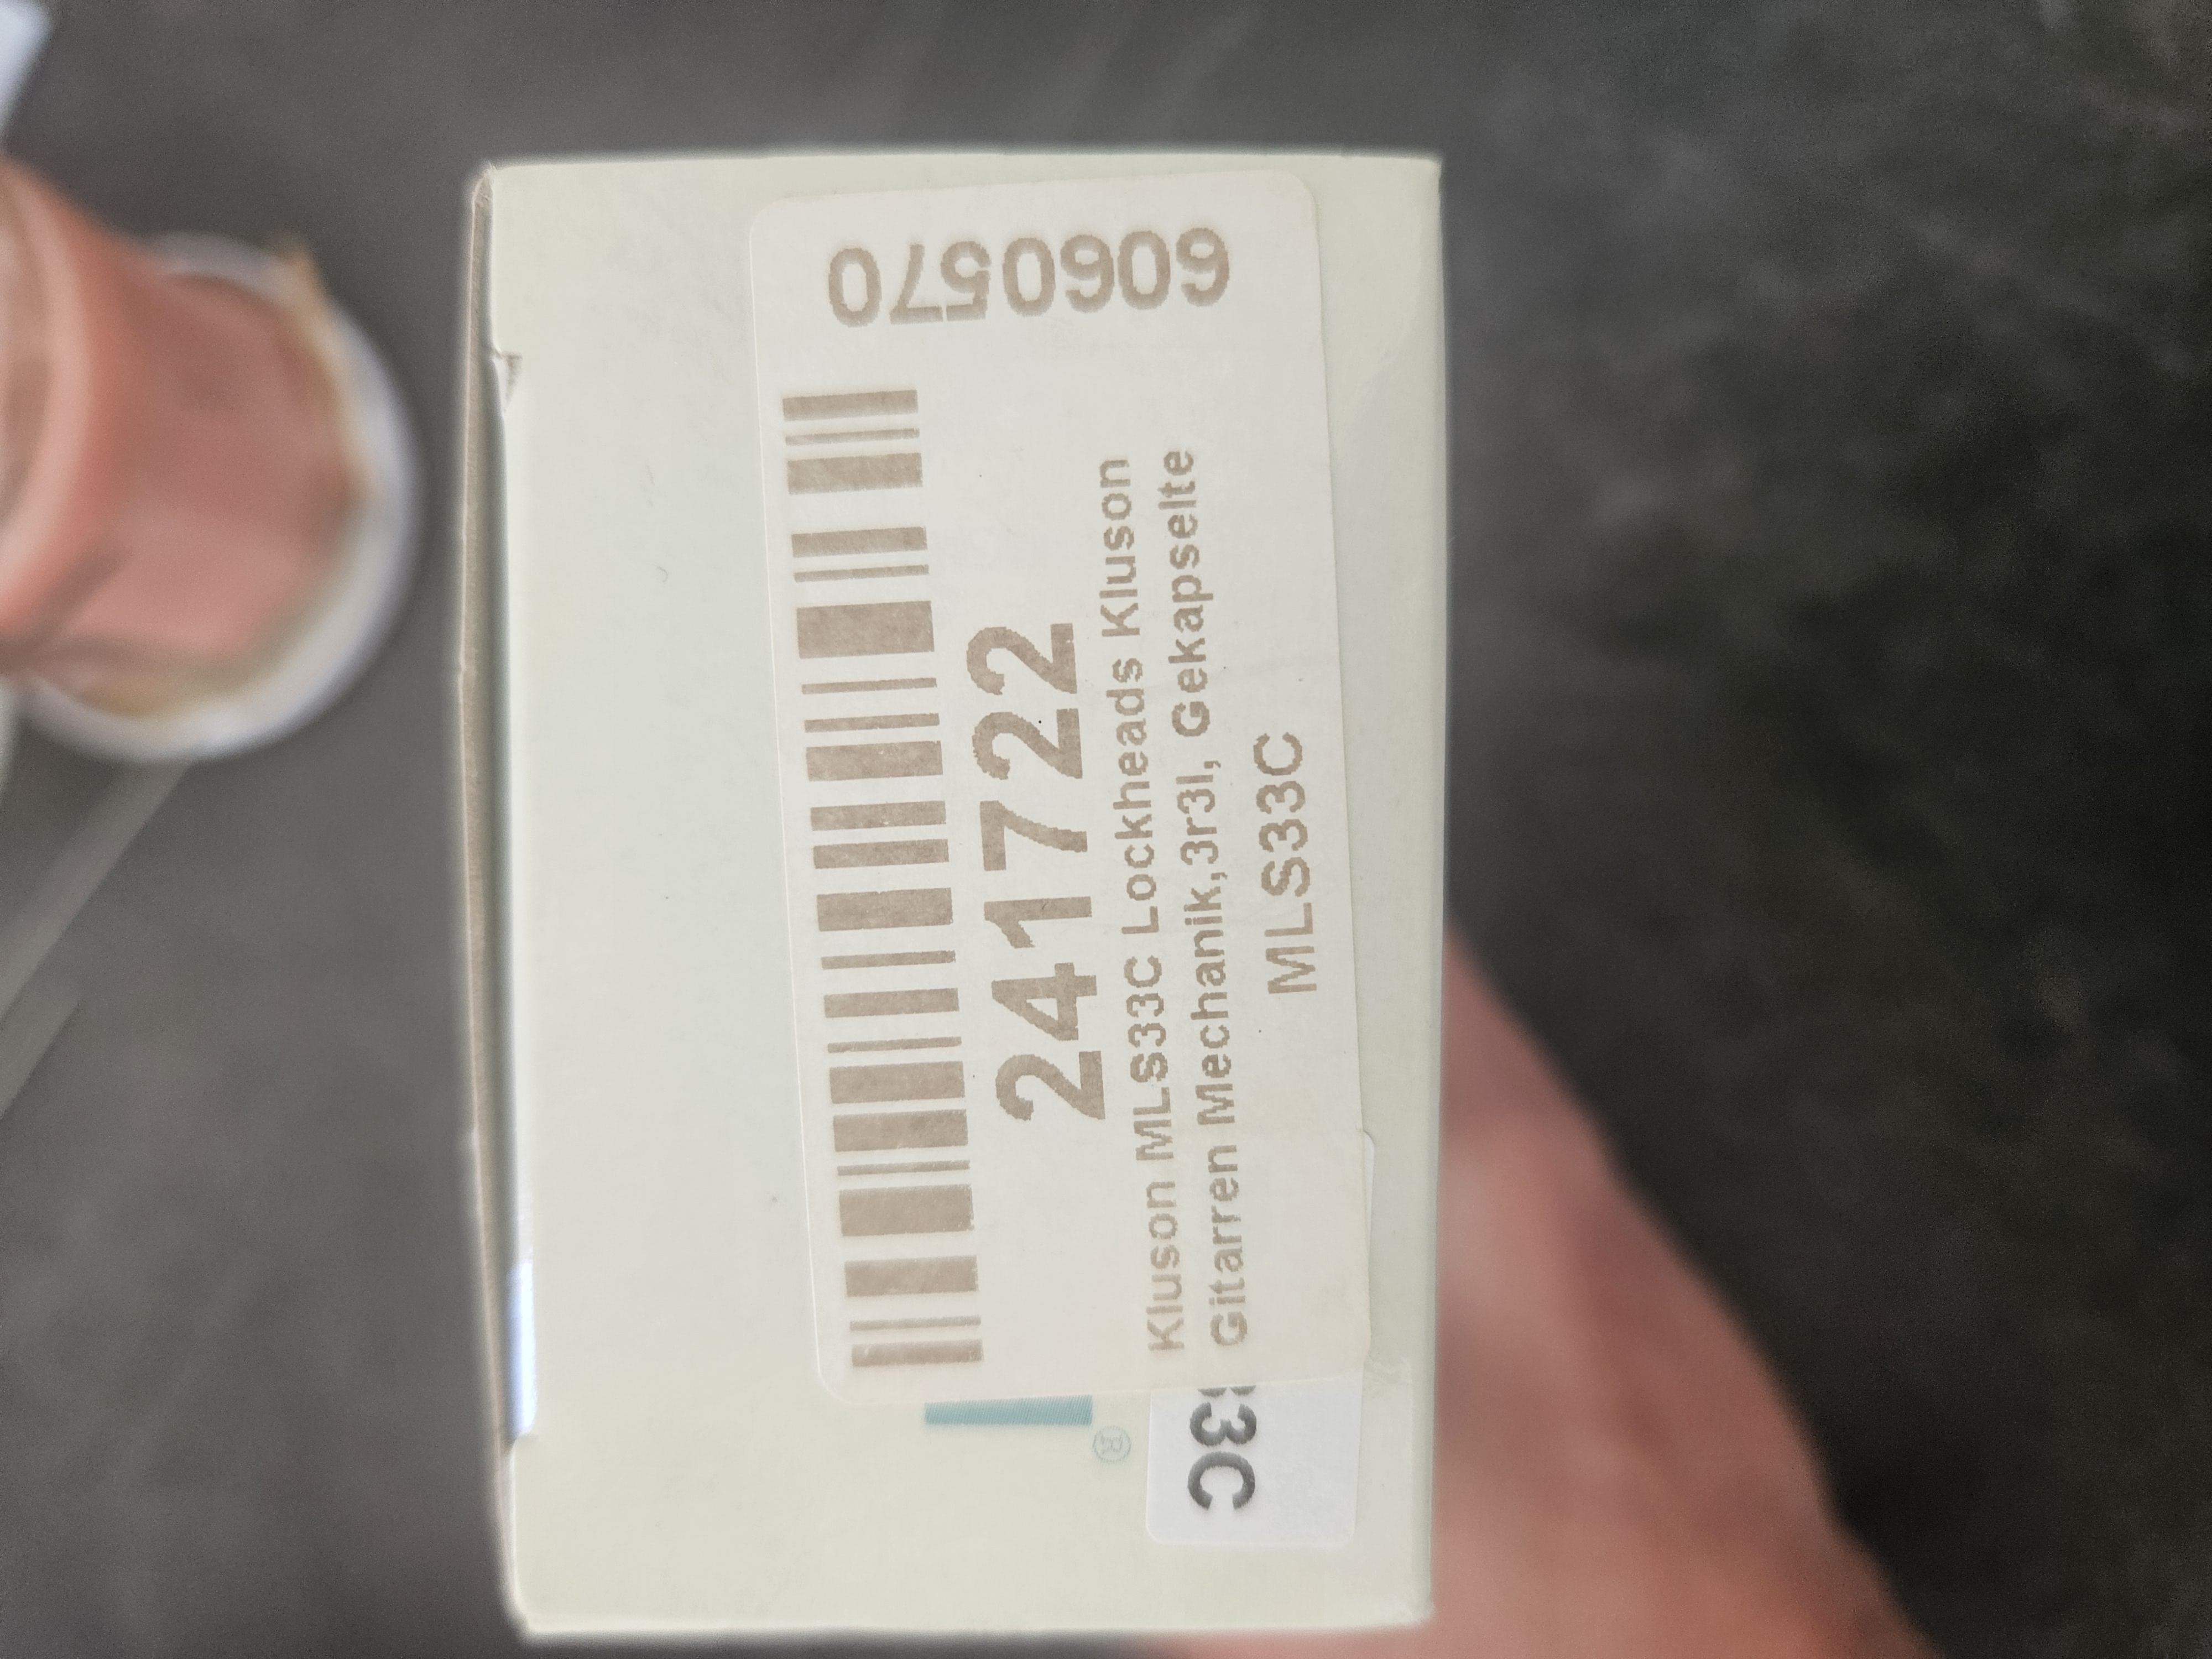 6060570
241722
Kluson MLS33C Lockheads Kluson
Gitarren Mechanik,3r3l, Gekapselte
MLS33C
3C
®